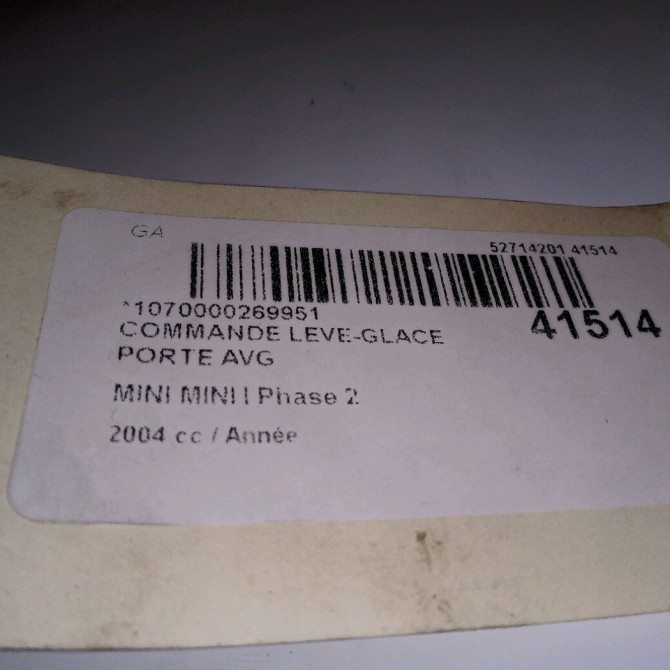 GA
52714201 41514
*1070000269951
41514
COMMANDE LEVE-GLACE
PORTE AVG
MINI MINI I Phase 2
2004 cc / Année